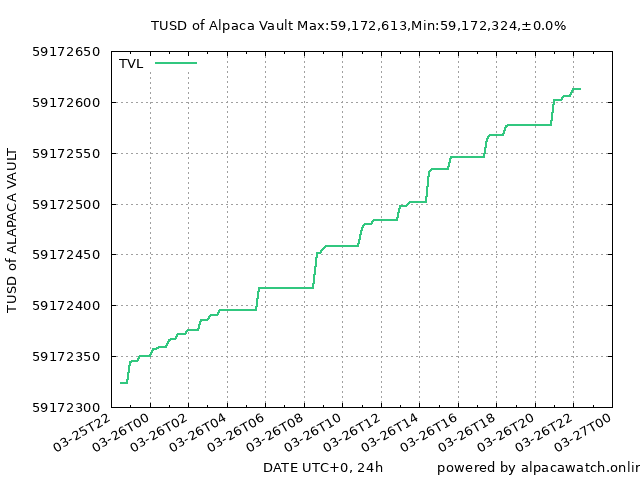 TUSD of Alpaca Vault Max:59,172,613,Min:59,172,324,±0.0%
TVL
59172650
59172600
59172550
59172500
59172450
59172400
59172350
59172300
TUSD of ALAPACA VAULT
03-25T22
03-26T00
03-26T02
03-26T04
03-26T06
03-26T08
03-26T10
03-26T12
03-26T14
03-26T16
03-26T18
03-26T20
03-26T22
03-27T00
DATE UTC+0, 24h
powered by alpacawatch.onlin